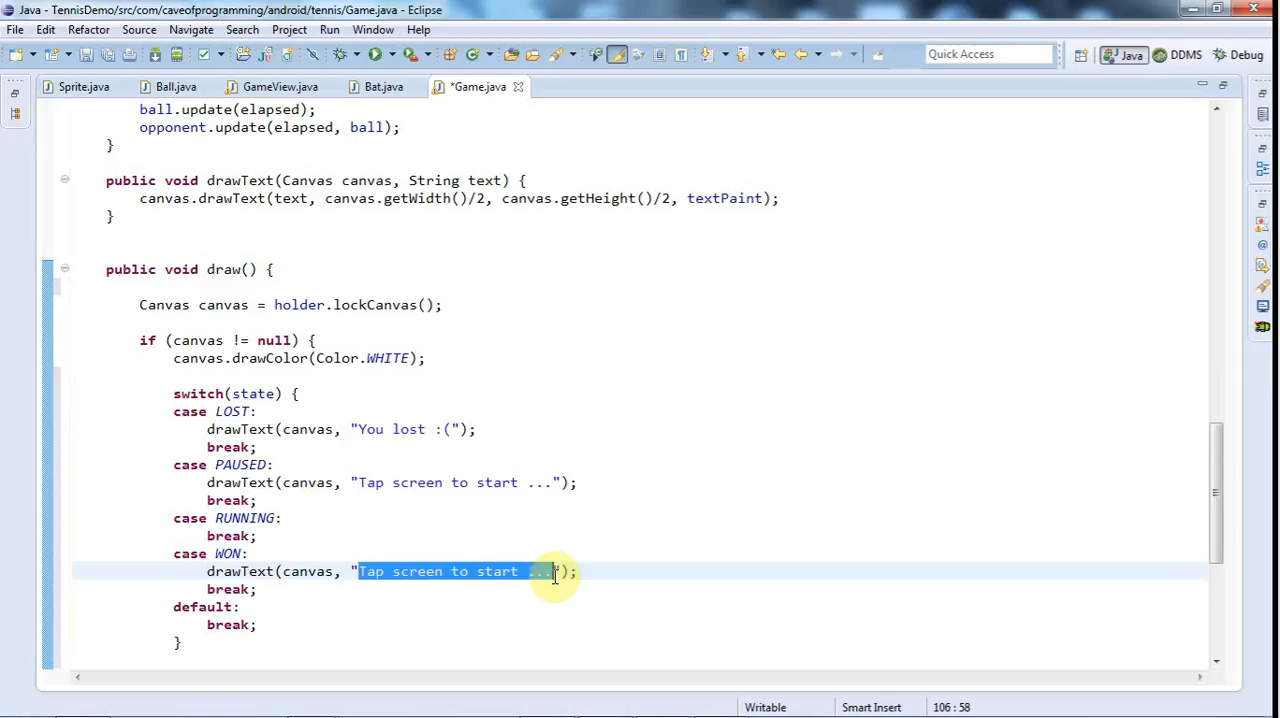 Java - TennisDemo/src/com/caveofprogramming/android/tennis/Game.java - Eclipse
File Edit Refactor Source Navigate Search Project Run Window Help
Quick Access Java DDMS Debug
Sprite.java Ball.java GameView.java Bat.java *Game.java
ball.update(elapsed);
opponent.update(elapsed, ball);
}
public void drawText(Canvas canvas, String text) {
canvas.drawText(text, canvas.getWidth()/2, canvas.getHeight()/2, textPaint);
}
public void draw() {
Canvas canvas = holder.lockCanvas();
if (canvas != null) {
canvas.drawColor(Color.WHITE);
switch(state) {
case LOST:
drawText(canvas, "You lost :(");
break;
case PAUSED:
drawText(canvas, "Tap screen to start ...");
break;
case RUNNING:
break;
case WON:
drawText(canvas, "Tap screen to start ...");
break;
default:
break;
}
Writable Smart Insert 106 : 58